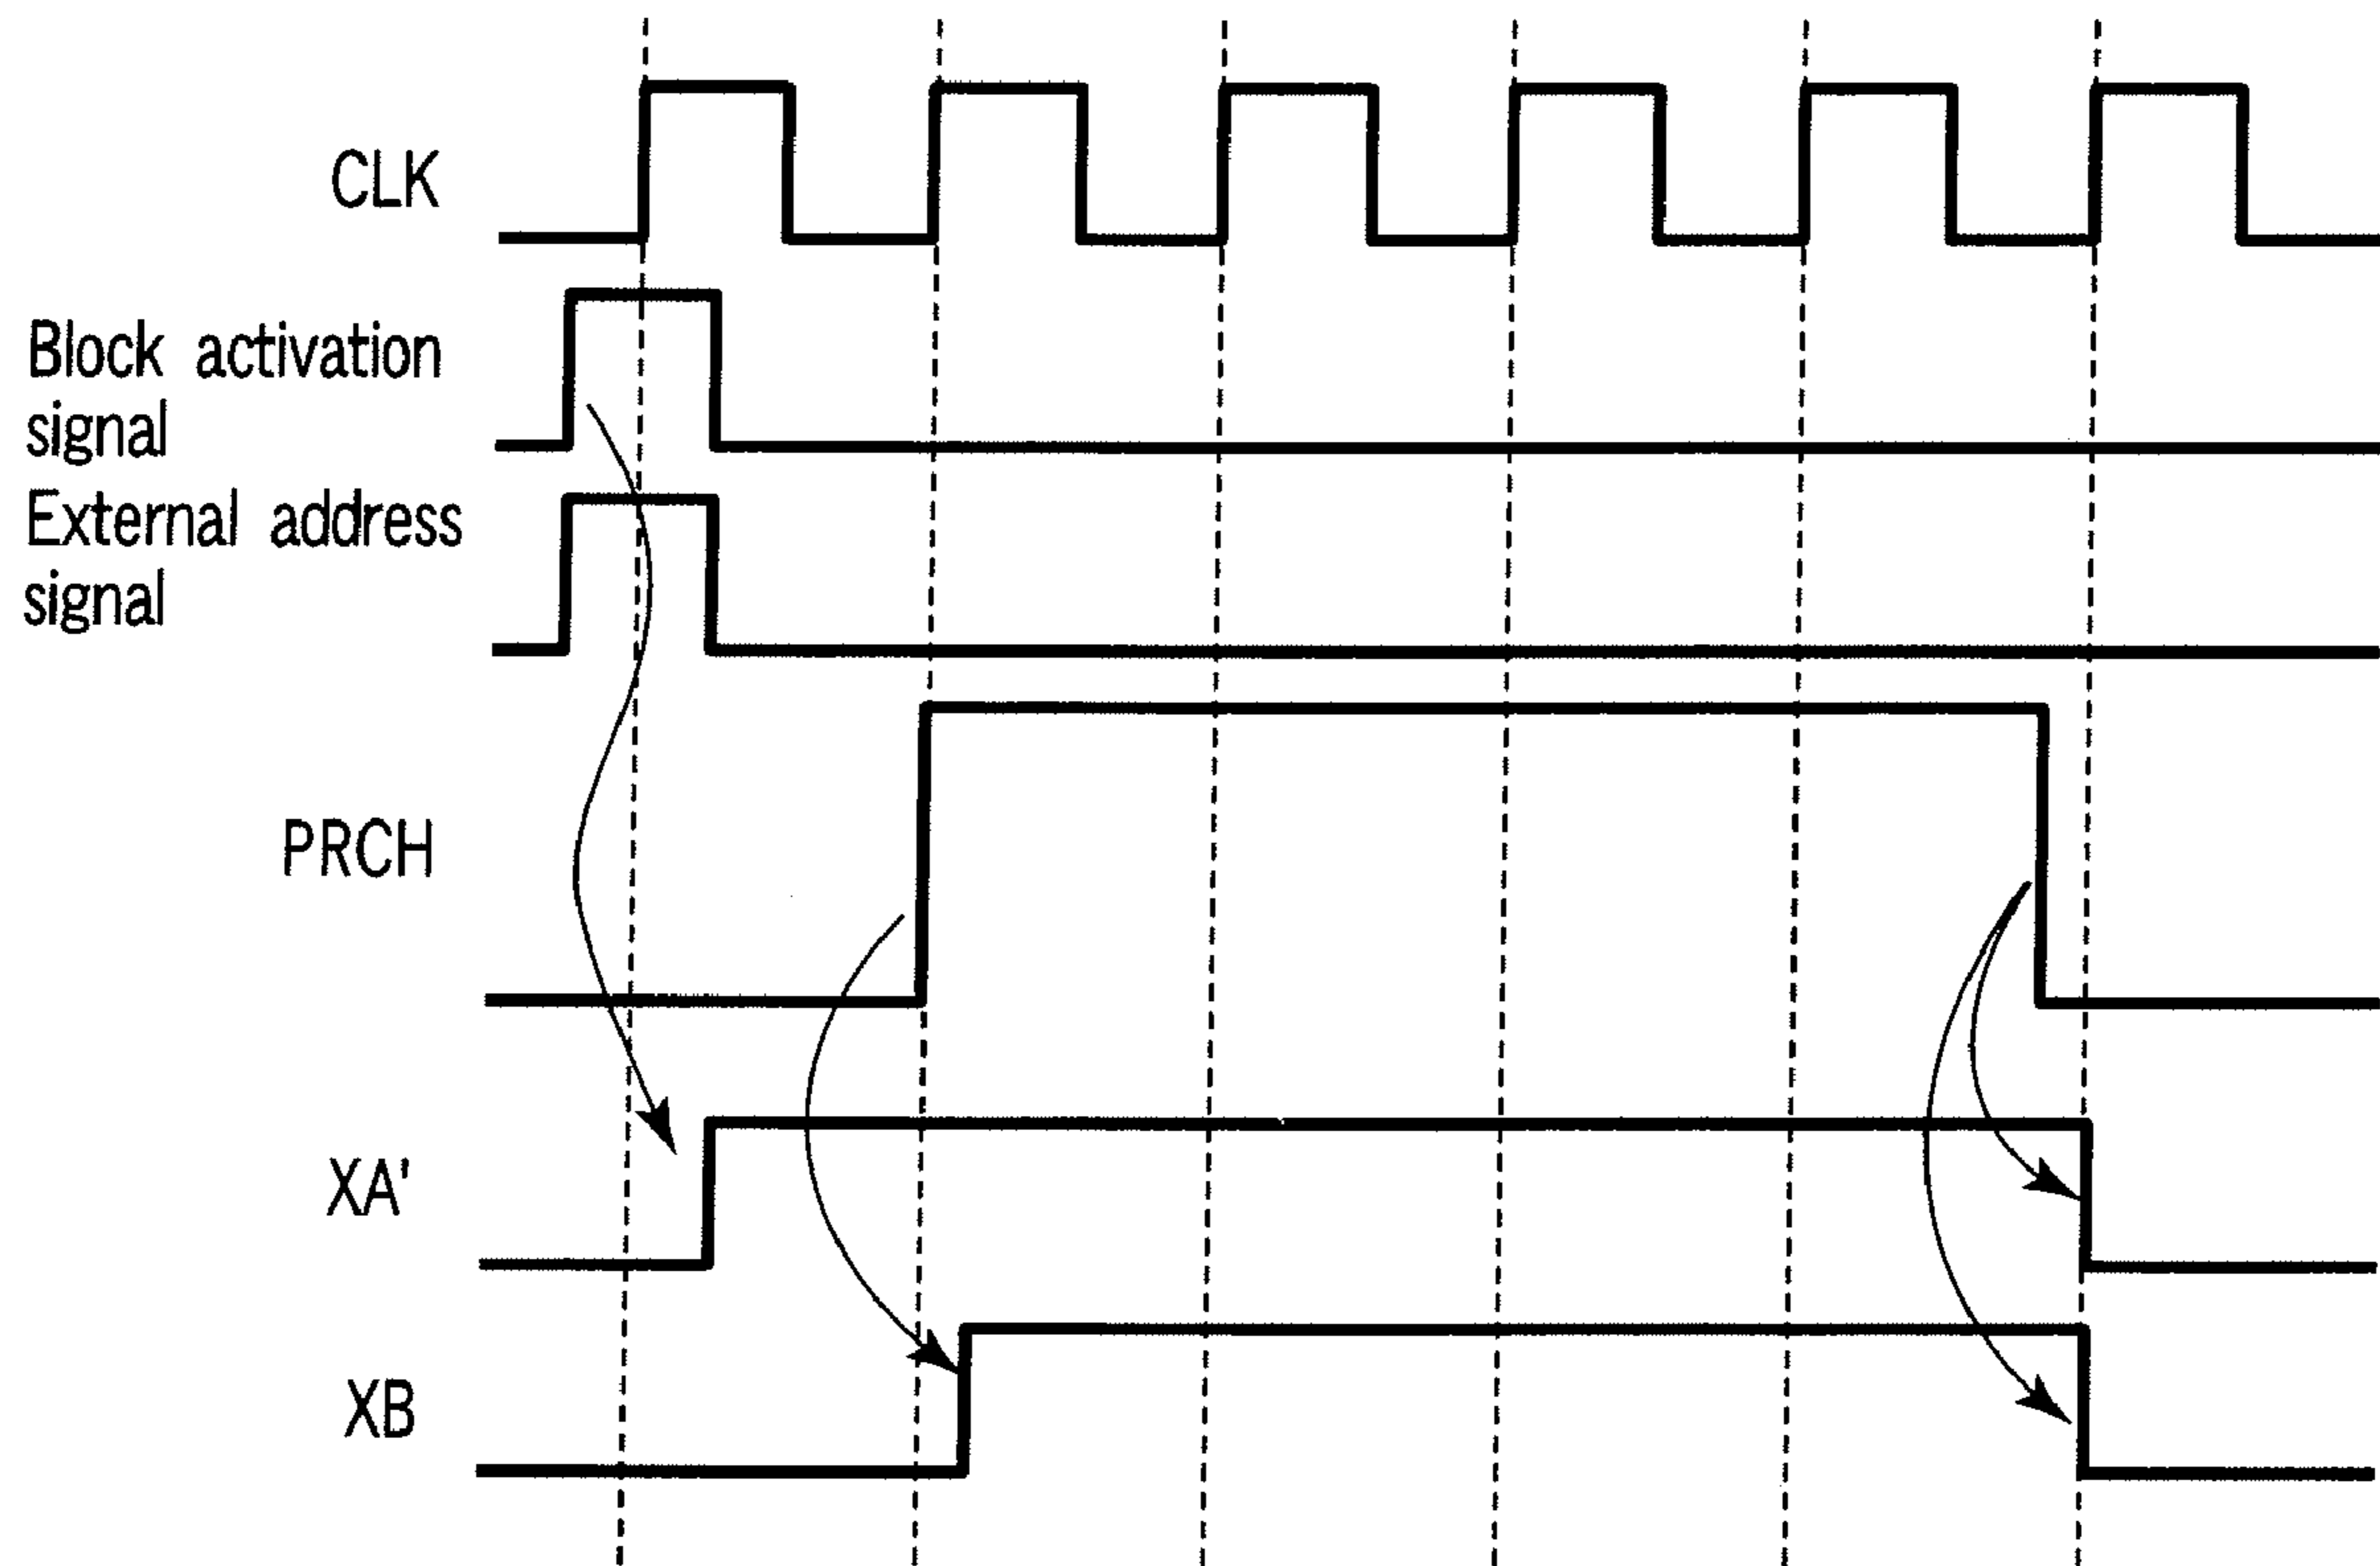 CLK
Block activation
signal
External address
signal
PRCH
XA'
XB